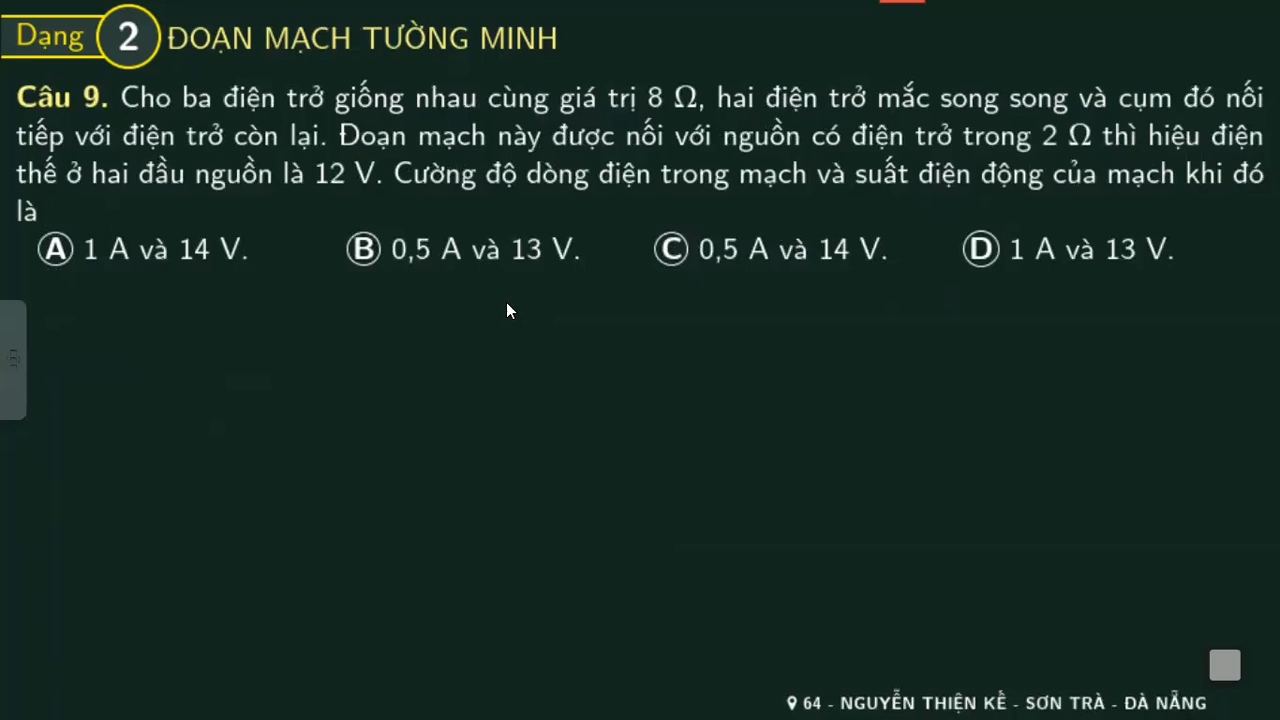 Dạng 2 ĐOẠN MẠCH TƯỜNG MINH
Câu 9. Cho ba điện trở giống nhau cùng giá trị 8 Ω, hai điện trở mắc song song và cụm đó nối
tiếp với điện trở còn lại. Đoạn mạch này được nối với nguồn có điện trở trong 2 Ω thì hiệu điện
thế ở hai đầu nguồn là 12 V. Cường độ dòng điện trong mạch và suất điện động của mạch khi đó
là
A 1 A và 14 V. B 0,5 A và 13 V. C 0,5 A và 14 V. D 1 A và 13 V.
64 - NGUYỄN THIỆN KẾ - SƠN TRÀ - ĐÀ NẴNG